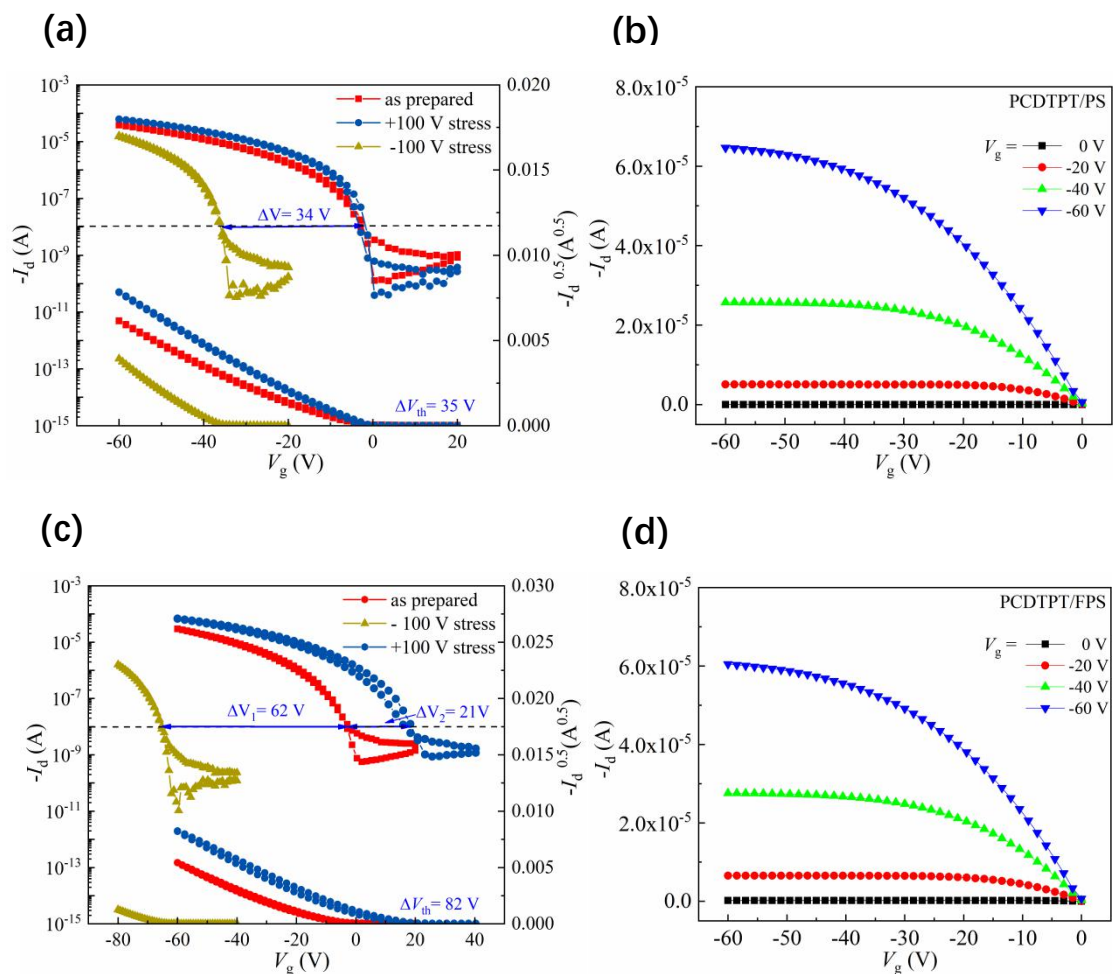 (a)
10⁻³
10⁻⁵
10⁻⁷
10⁻⁹
10⁻¹¹
10⁻¹³
10⁻¹⁵
-I_d (A)
as prepared
+100 V stress
-100 V stress
ΔV= 34 V
ΔV_th= 35 V
0.020
0.015
0.010
0.005
0.000
-I_d^0.5(A^0.5)
-60 -40 -20 0 20
V_g (V)
(b)
8.0x10⁻⁵
6.0x10⁻⁵
4.0x10⁻⁵
2.0x10⁻⁵
0.0
-I_d (A)
PCDTPT/PS
V_g = 0 V
-20 V
-40 V
-60 V
-60 -50 -40 -30 -20 -10 0
V_g (V)
(c)
10⁻³
10⁻⁵
10⁻⁷
10⁻⁹
10⁻¹¹
10⁻¹³
10⁻¹⁵
-I_d (A)
as prepared
- 100 V stress
+100 V stress
ΔV₁= 62 V
ΔV₂= 21V
ΔV_th= 82 V
0.030
0.025
0.020
0.015
0.010
0.005
0.000
-I_d^0.5(A^0.5)
-80 -60 -40 -20 0 20 40
V_g (V)
(d)
8.0x10⁻⁵
6.0x10⁻⁵
4.0x10⁻⁵
2.0x10⁻⁵
0.0
-I_d (A)
PCDTPT/FPS
V_g = 0 V
-20 V
-40 V
-60 V
-60 -50 -40 -30 -20 -10 0
V_g (V)